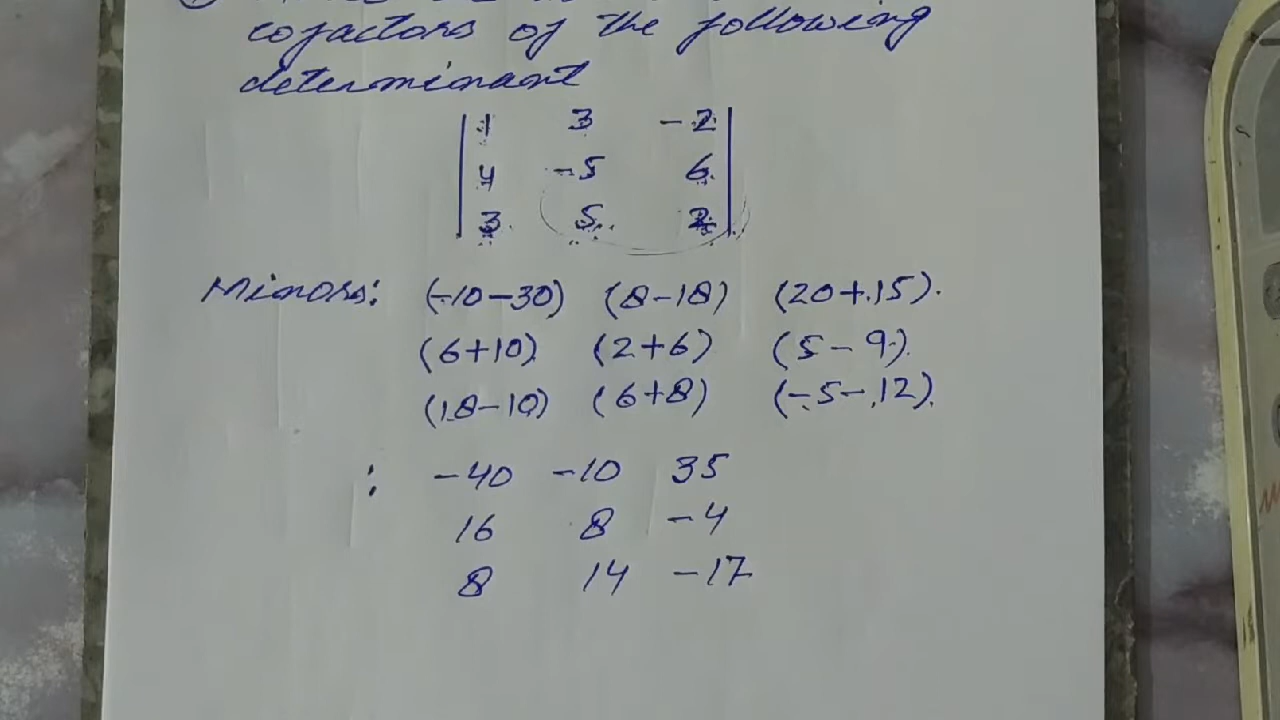 cofactors of the following
determinant
1 3 -2
4 -5 6
3 5 2
Minors: (-10-30) (8-18) (20+15)
(6+10) (2+6) (5-9)
(18-10) (6+8) (-5-12)
: -40 -10 35
16 8 -4
8 14 -17